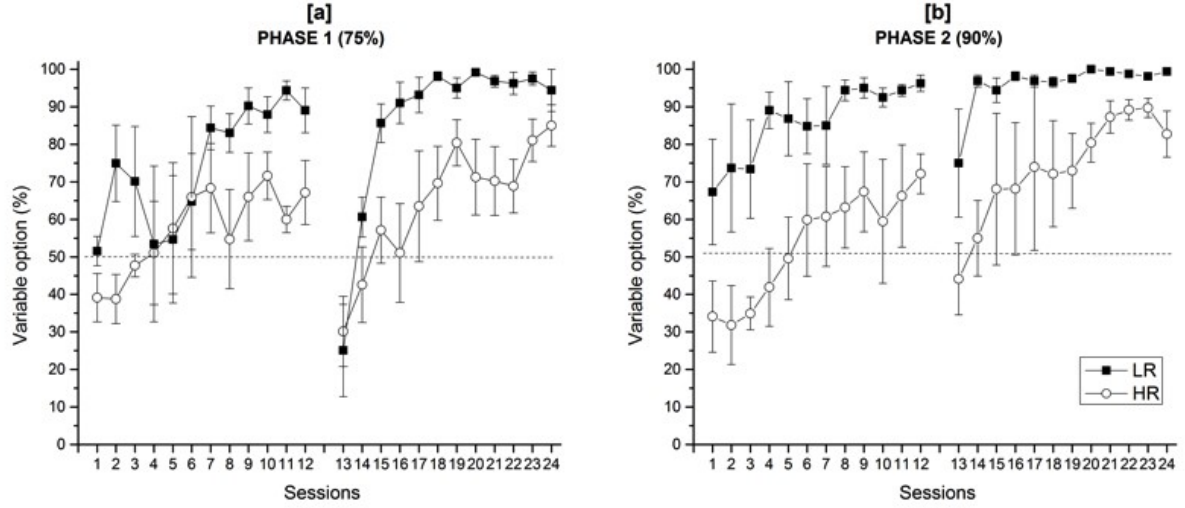 [a]
PHASE 1 (75%)
100
90
80
70
60
50
40
30
20
10
0
Variable option (%)
1 2 3 4 5 6 7 8 9 10 11 12 13 14 15 16 17 18 19 20 21 22 23 24
Sessions
[b]
PHASE 2 (90%)
100
90
80
70
60
50
40
30
20
10
0
Variable option (%)
LR
HR
1 2 3 4 5 6 7 8 9 10 11 12 13 14 15 16 17 18 19 20 21 22 23 24
Sessions